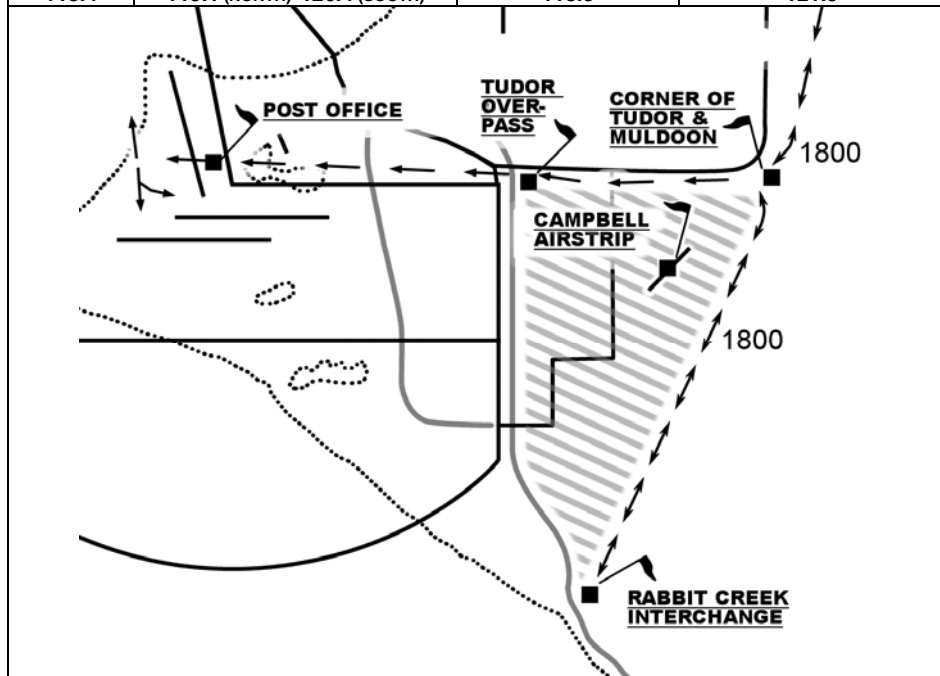 POST OFFICE
TUDOR
OVER-
PASS
CORNER OF
TUDOR &
MULDOON
1800
CAMPBELL
AIRSTRIP
1800
RABBIT CREEK
INTERCHANGE